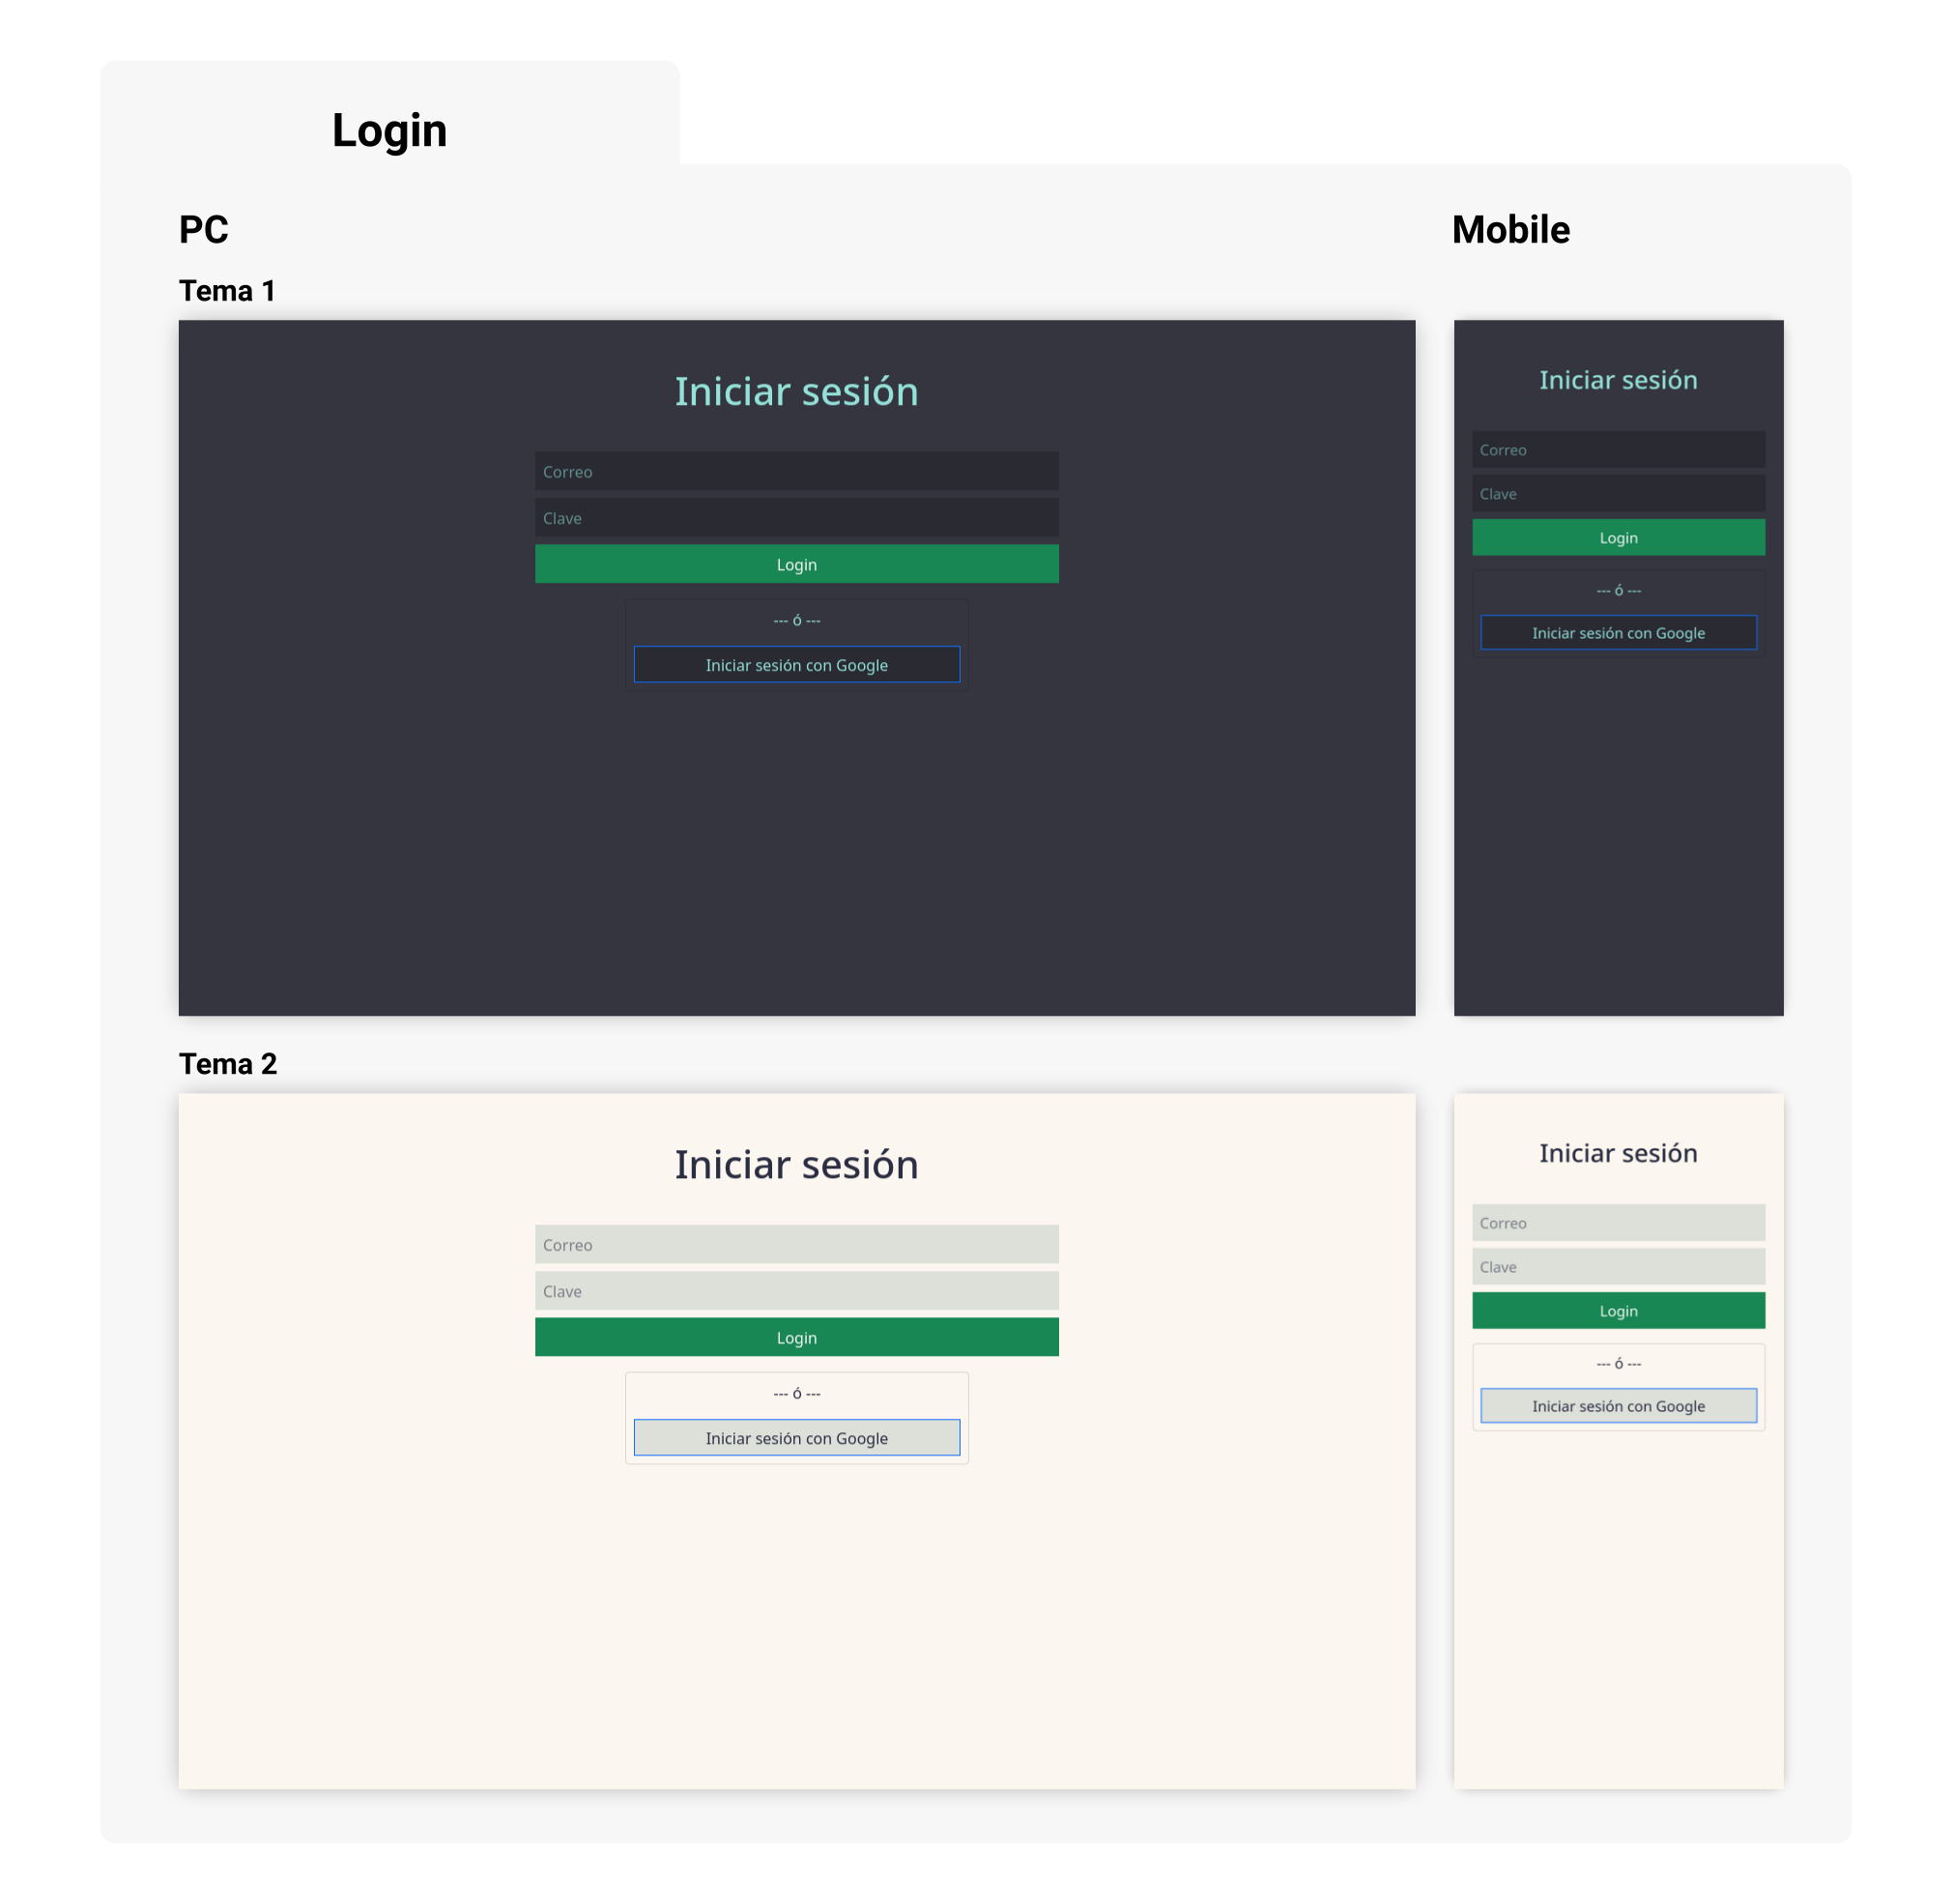 Login
PC
Mobile
Tema 1
Iniciar sesión
Correo
Clave
Login
--- ó ---
Iniciar sesión con Google
Iniciar sesión
Correo
Clave
Login
--- ó ---
Iniciar sesión con Google
Tema 2
Iniciar sesión
Correo
Clave
Login
--- ó ---
Iniciar sesión con Google
Iniciar sesión
Correo
Clave
Login
--- ó ---
Iniciar sesión con Google